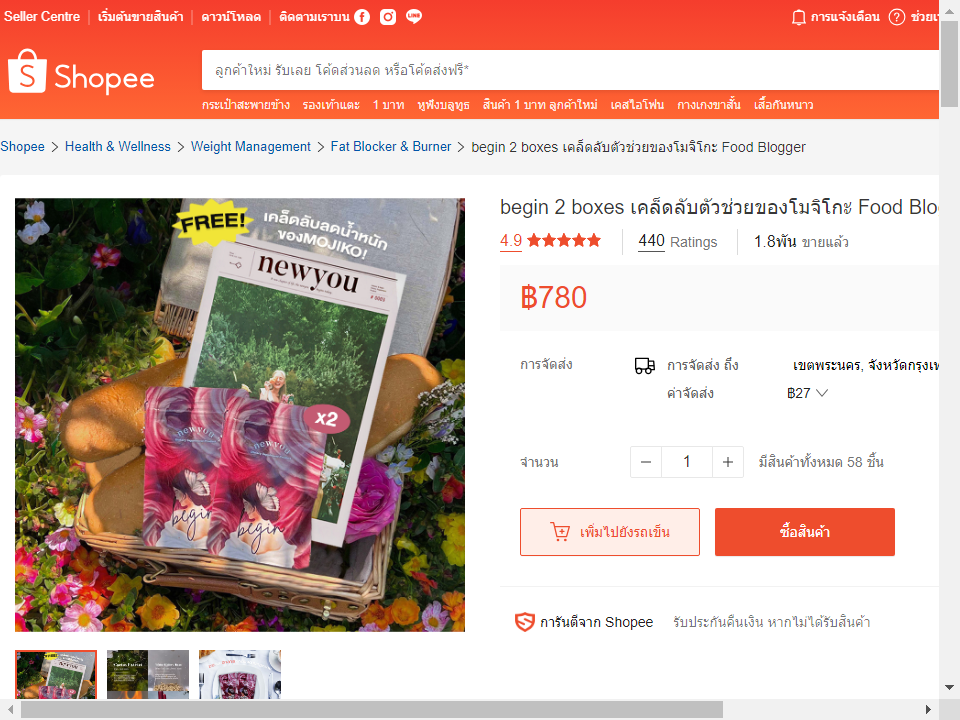 Seller Centre เริ่มต้นขายสินค้า ดาวน์โหลด ติดตามเราบน LINE การแจ้งเตือน
Shopee
ลูกค้าใหม่ รับเลย โค้ดส่วนลด หรือโค้ดส่งฟรี*
กระเป๋าสะพายข้าง รองเท้าแตะ 1 บาท หูฟังบลูทูธ สินค้า 1 บาท ลูกค้าใหม่ เคสไอโฟน กางเกงขาสั้น เสื้อกันหนาว
Shopee > Health & Wellness > Weight Management > Fat Blocker & Burner > begin 2 boxes เคล็ดลับตัวช่วยของโมจิโกะ Food Blogger
FREE!
เคล็ดลับลดน้ำหนัก
ของMOJIKO!
newyou
x2
newyou
newyou
begin
begin
begin 2 boxes เคล็ดลับตัวช่วยของโมจิโกะ Food Blo
4.9 440 Ratings 1.8พัน ขายแล้ว
฿780
การจัดส่ง การจัดส่ง ถึง เขตพระนคร, จังหวัดกรุงเท
ค่าจัดส่ง ฿27
จำนวน 1 มีสินค้าทั้งหมด 58 ชิ้น
เพิ่มไปยังรถเข็น ซื้อสินค้า
การันตีจาก Shopee รับประกันคืนเงิน หากไม่ได้รับสินค้า